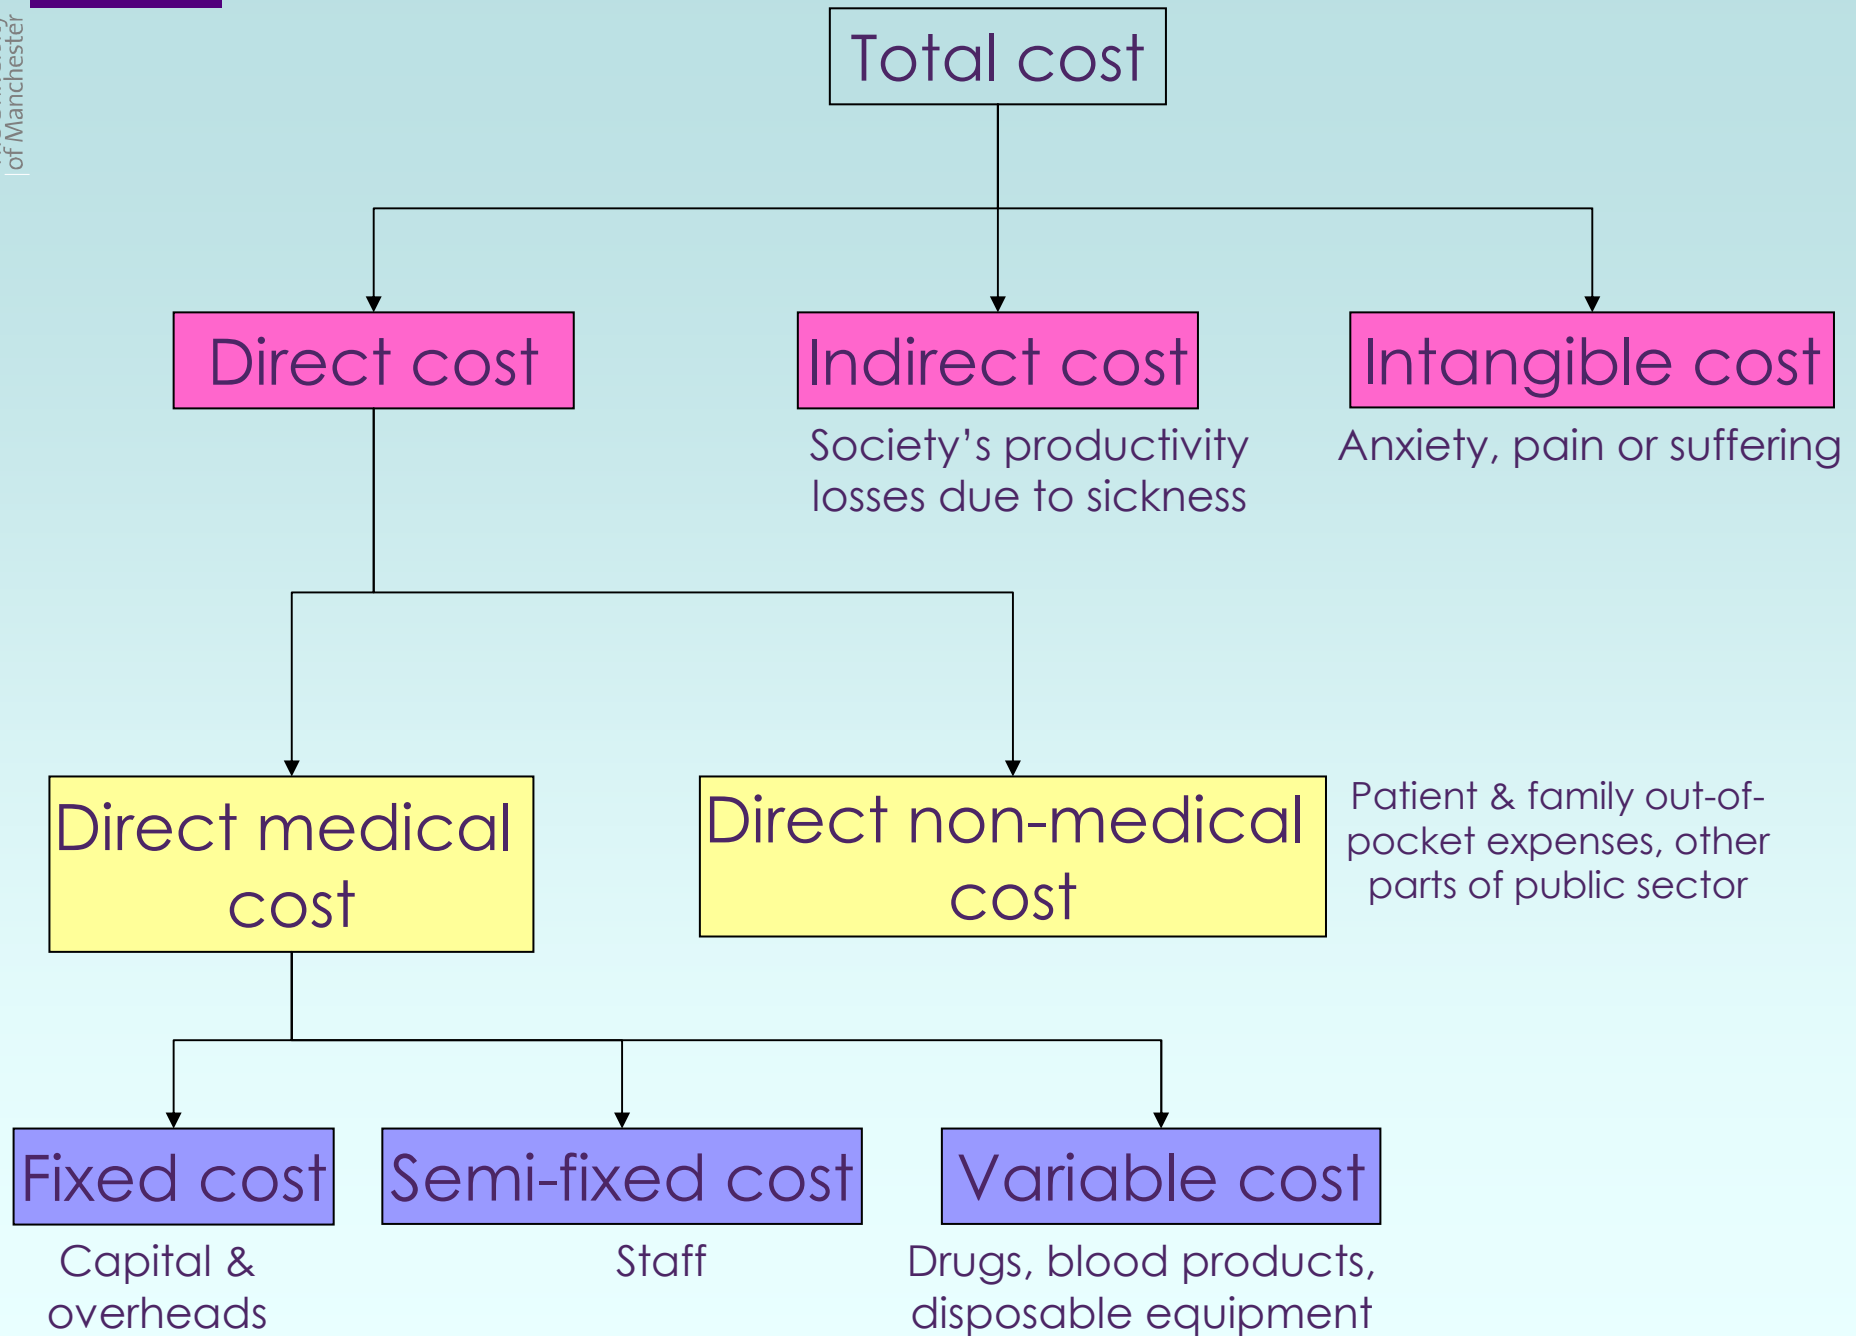 of Manchester
Total cost
Direct cost
Indirect cost
Intangible cost
Society’s productivity
losses due to sickness
Anxiety, pain or suffering
Direct medical
cost
Direct non-medical
cost
Patient & family out-of-
pocket expenses, other
parts of public sector
Fixed cost
Semi-fixed cost
Variable cost
Capital &
overheads
Staff
Drugs, blood products,
disposable equipment